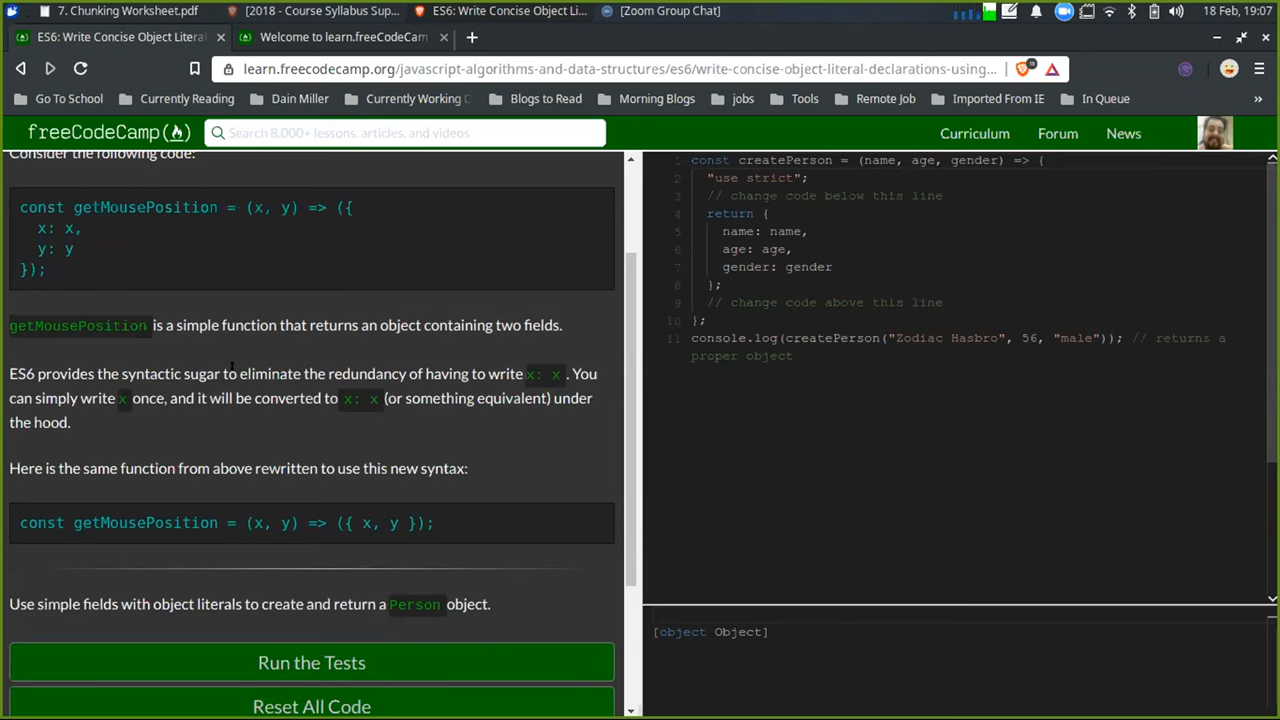 7. Chunking Worksheet.pdf
[2018 - Course Syllabus Sup...
ES6: Write Concise Object Li...
[Zoom Group Chat]
18 Feb, 19:07
ES6: Write Concise Object Literal
Welcome to learn.freeCodeCam
learn.freecodecamp.org/javascript-algorithms-and-data-structures/es6/write-concise-object-literal-declarations-using...
18
Go To School
Currently Reading
Dain Miller
Currently Working C
Blogs to Read
Morning Blogs
jobs
Tools
Remote Job
Imported From IE
In Queue
»
freeCodeCamp
Search 8,000+ lessons, articles, and videos
Curriculum
Forum
News
Consider the following code:
const getMousePosition = (x, y) => ({
x: x,
y: y
});
getMousePosition is a simple function that returns an object containing two fields.
ES6 provides the syntactic sugar to eliminate the redundancy of having to write x: x . You
can simply write x once, and it will be converted to x: x (or something equivalent) under
the hood.
Here is the same function from above rewritten to use this new syntax:
const getMousePosition = (x, y) => ({ x, y });
Use simple fields with object literals to create and return a Person object.
Run the Tests
Reset All Code
1 const createPerson = (name, age, gender) => {
2 "use strict";
3 // change code below this line
4 return {
5 name: name,
6 age: age,
7 gender: gender
8 };
9 // change code above this line
10 };
11 console.log(createPerson("Zodiac Hasbro", 56, "male")); // returns a
proper object
[object Object]